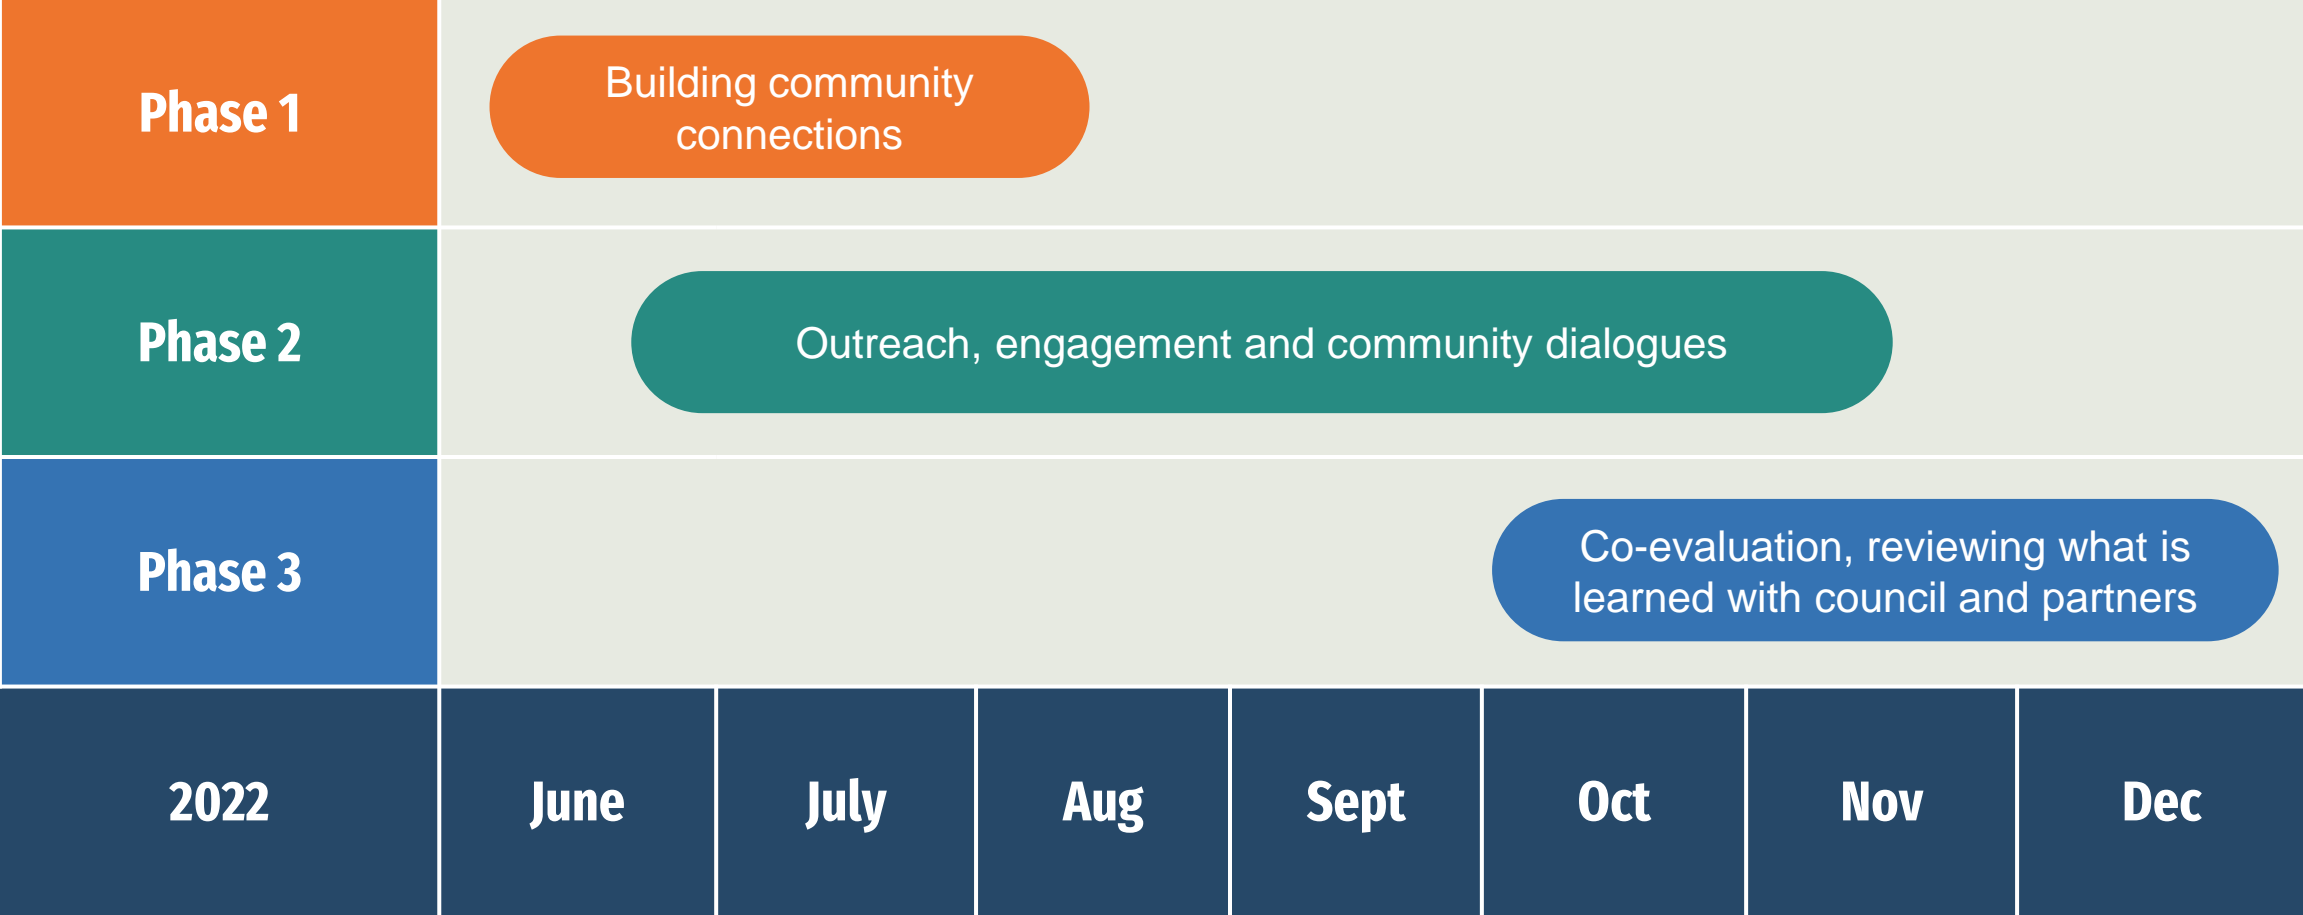 Phase 1
Building community
connections
Phase 2
Outreach, engagement and community dialogues
Phase 3
Co-evaluation, reviewing what is
learned with council and partners
2022
June
July
Aug
Sept
Oct
Nov
Dec